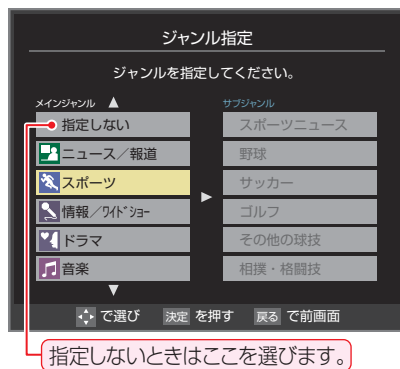 ジャンル指定
ジャンルを指定してください。
メインジャンル
サブジャンル
指定しない
スポーツニュース
ニュース／報道
野球
スポーツ
サッカー
情報／ワイドショー
ゴルフ
ドラマ
その他の球技
音楽
相撲・格闘技
で選び 決定 を押す 戻る で前画面
指定しないときはここを選びます。